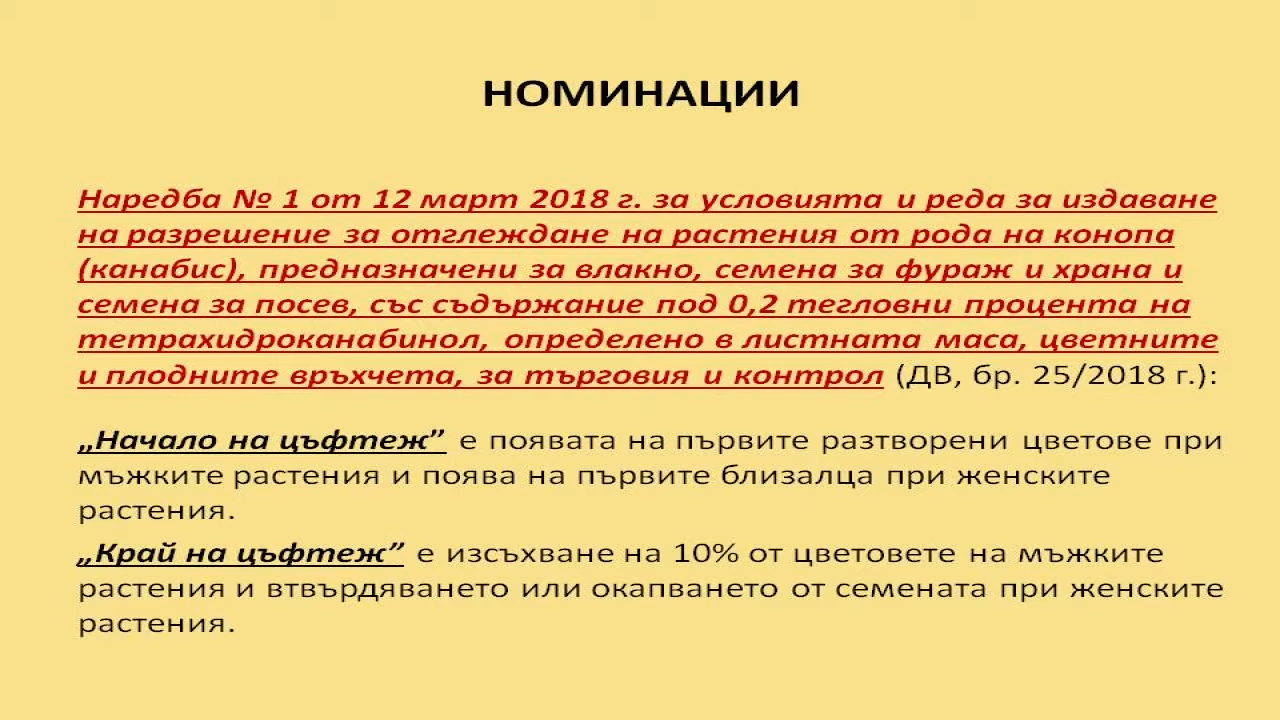 НОМИНАЦИИ
Наредба № 1 от 12 март 2018 г. за условията и реда за издаване
на разрешение за отглеждане на растения от рода на конопа
(канабис), предназначени за влакно, семена за фураж и храна и
семена за посев, със съдържание под 0,2 тегловни процента на
тетрахидроканабинол, определено в листната маса, цветните
и плодните връхчета, за търговия и контрол (ДВ, бр. 25/2018 г.):
„Начало на цъфтеж” е появата на първите разтворени цветове при
мъжките растения и поява на първите близалца при женските
растения.
„Край на цъфтеж” е изсъхване на 10% от цветовете на мъжките
растения и втвърдяването или окапването от семената при женските
растения.